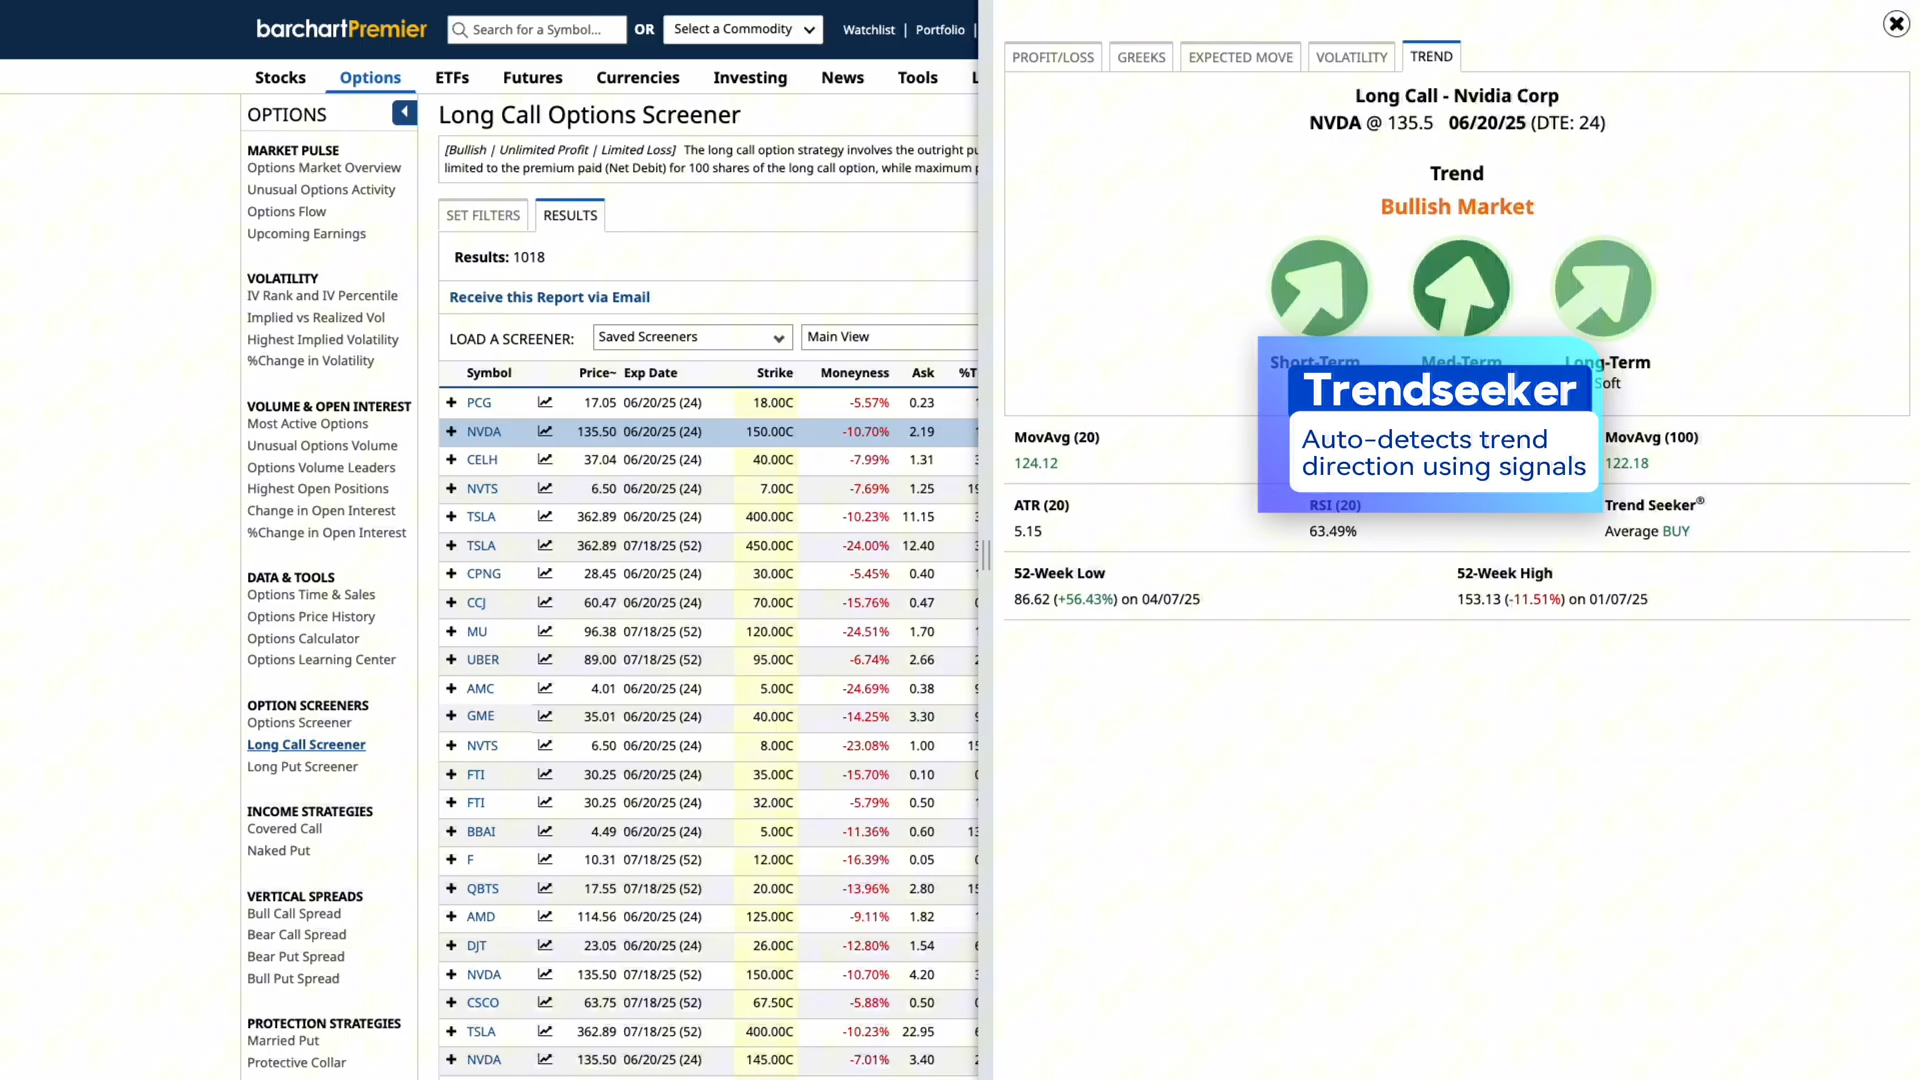 barchartPremier
Search for a Symbol...
OR
Select a Commodity
Watchlist | Portfolio |
Stocks Options ETFs Futures Currencies Investing News Tools
OPTIONS
MARKET PULSE
Options Market Overview
Unusual Options Activity
Options Flow
Upcoming Earnings
VOLATILITY
IV Rank and IV Percentile
Implied vs Realized Vol
Highest Implied Volatility
%Change in Volatility
VOLUME & OPEN INTEREST
Most Active Options
Unusual Options Volume
Options Volume Leaders
Highest Open Positions
Change in Open Interest
%Change in Open Interest
DATA & TOOLS
Options Time & Sales
Options Price History
Options Calculator
Options Learning Center
OPTION SCREENERS
Options Screener
Long Call Screener
Long Put Screener
INCOME STRATEGIES
Covered Call
Naked Put
VERTICAL SPREADS
Bull Call Spread
Bear Call Spread
Bear Put Spread
Bull Put Spread
PROTECTION STRATEGIES
Married Put
Protective Collar
Long Call Options Screener
[Bullish | Unlimited Profit | Limited Loss] The long call option strategy involves the outright
limited to the premium paid (Net Debit) for 100 shares of the long call option, while maximum
SET FILTERS RESULTS
Results: 1018
Receive this Report via Email
LOAD A SCREENER: Saved Screeners Main View
Symbol Price~ Exp Date Strike Moneyness Ask
PCG 17.05 06/20/25 (24) 18.00C -5.57% 0.23
NVDA 135.50 06/20/25 (24) 150.00C -10.70% 2.19
CELH 37.04 06/20/25 (24) 40.00C -7.99% 1.31
NVTS 6.50 06/20/25 (24) 7.00C -7.69% 1.25
TSLA 362.89 06/20/25 (24) 400.00C -10.23% 11.15
TSLA 362.89 07/18/25 (52) 450.00C -24.00% 12.40
CPNG 28.45 06/20/25 (24) 30.00C -5.45% 0.40
CCJ 60.47 06/20/25 (24) 70.00C -15.76% 0.47
MU 96.38 07/18/25 (52) 120.00C -24.51% 1.70
UBER 89.00 07/18/25 (52) 95.00C -6.74% 2.66
AMC 4.01 06/20/25 (24) 5.00C -24.69% 0.38
GME 35.01 06/20/25 (24) 40.00C -14.25% 3.30
NVTS 6.50 06/20/25 (24) 8.00C -23.08% 1.00
FTI 30.25 06/20/25 (24) 35.00C -15.70% 0.10
FTI 30.25 06/20/25 (24) 32.00C -5.79% 0.50
BBAI 4.49 06/20/25 (24) 5.00C -11.36% 0.60
F 10.31 07/18/25 (52) 12.00C -16.39% 0.05
QBTS 17.55 07/18/25 (52) 20.00C -13.96% 2.80
AMD 114.56 06/20/25 (24) 125.00C -9.11% 1.82
DJT 23.05 06/20/25 (24) 26.00C -12.80% 1.54
NVDA 135.50 07/18/25 (52) 150.00C -10.70% 4.20
CSCO 63.75 07/18/25 (52) 67.50C -5.88% 0.50
TSLA 362.89 07/18/25 (52) 400.00C -10.23% 22.95
NVDA 135.50 06/20/25 (24) 145.00C -7.01% 3.40
PROFIT/LOSS GREEKS EXPECTED MOVE VOLATILITY TREND
Long Call - Nvidia Corp
NVDA @ 135.5 06/20/25 (DTE: 24)
Trend
Bullish Market
Short-Term Med-Term Long-Term
Soft
Trendseeker
Auto-detects trend
direction using signals
MovAvg (20) MovAvg (100)
124.12 122.18
ATR (20) RSI (20) Trend Seeker®
5.15 63.49% Average BUY
52-Week Low 52-Week High
86.62 (+56.43%) on 04/07/25 153.13 (-11.51%) on 01/07/25